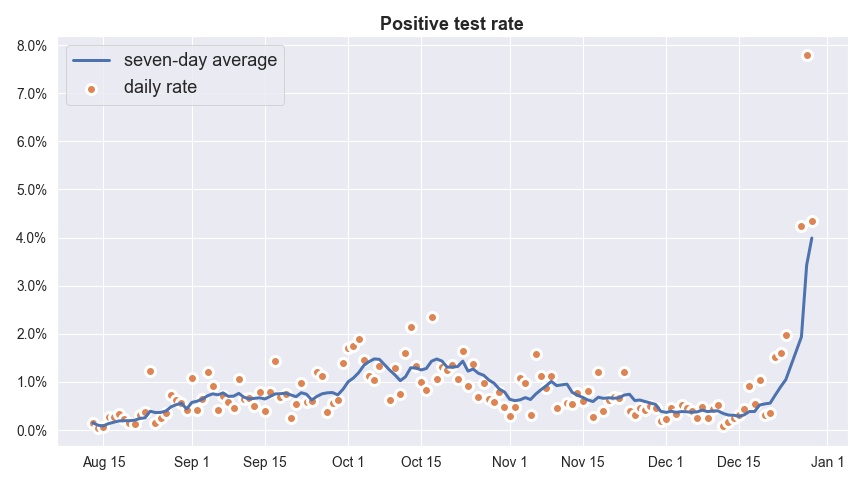 Positive test rate
8.0%
7.0%
6.0%
5.0%
4.0%
3.0%
2.0%
1.0%
0.0%
seven-day average
daily rate
Aug 15 Sep 1 Sep 15 Oct 1 Oct 15 Nov 1 Nov 15 Dec 1 Dec 15 Jan 1